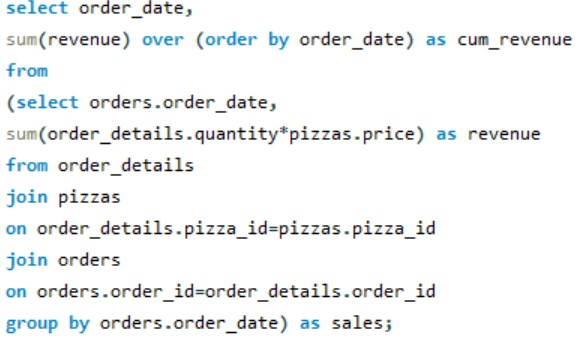 select order_date,
sum(revenue) over (order by order_date) as cum_revenue
from
(select orders.order_date,
sum(order_details.quantity*pizzas.price) as revenue
from order_details
join pizzas
on order_details.pizza_id=pizzas.pizza_id
join orders
on orders.order_id=order_details.order_id
group by orders.order_date) as sales;